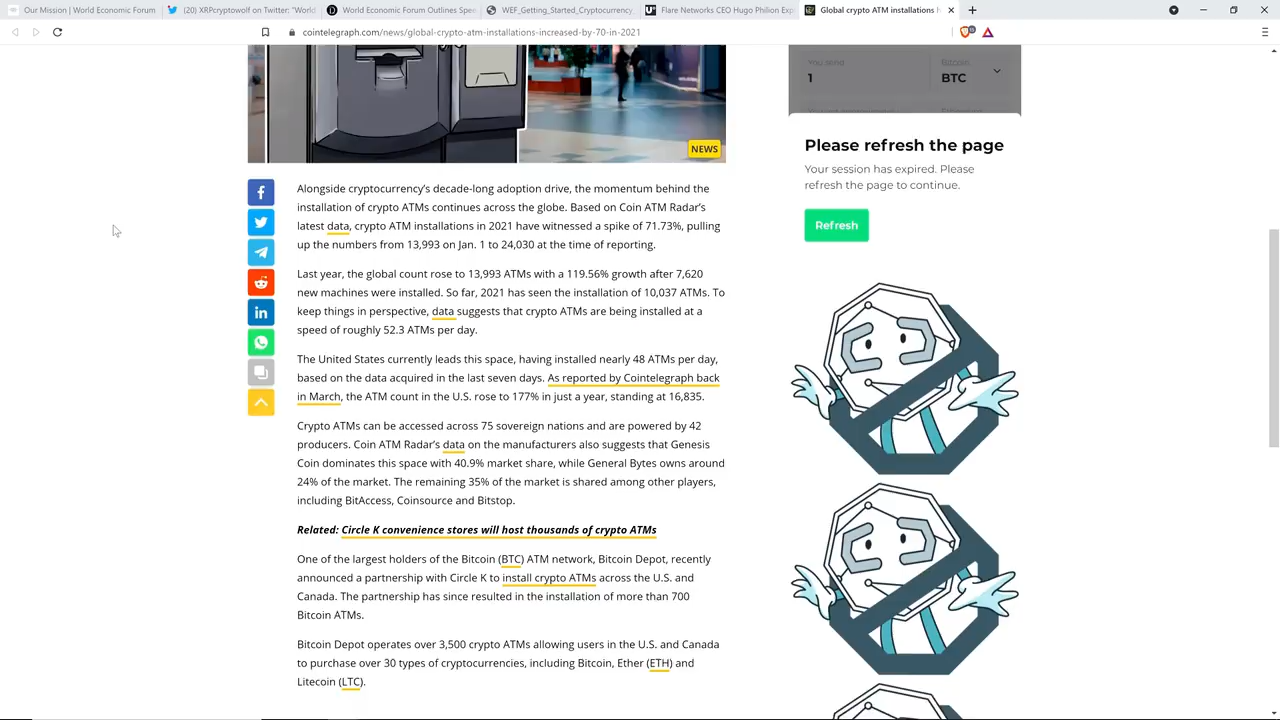 Our Mission | World Economic Forum
(20) XRPcryptowolf on Twitter: "World
World Economic Forum Outlines Spee
WEF_Getting_Started_Cryptocurrency_
Flare Networks CEO Hugo Philion Exp
Global crypto ATM installations
cointelegraph.com/news/global-crypto-atm-installations-increased-by-70-in-2021
You send
Bitcoin
1
BTC
NEWS
Please refresh the page
Your session has expired. Please
refresh the page to continue.
Refresh
Alongside cryptocurrency's decade-long adoption drive, the momentum behind the
installation of crypto ATMs continues across the globe. Based on Coin ATM Radar's
latest data, crypto ATM installations in 2021 have witnessed a spike of 71.73%, pulling
up the numbers from 13,993 on Jan. 1 to 24,030 at the time of reporting.
Last year, the global count rose to 13,993 ATMs with a 119.56% growth after 7,620
new machines were installed. So far, 2021 has seen the installation of 10,037 ATMs. To
keep things in perspective, data suggests that crypto ATMs are being installed at a
speed of roughly 52.3 ATMs per day.
The United States currently leads this space, having installed nearly 48 ATMs per day,
based on the data acquired in the last seven days. As reported by Cointelegraph back
in March, the ATM count in the U.S. rose to 177% in just a year, standing at 16,835.
Crypto ATMs can be accessed across 75 sovereign nations and are powered by 42
producers. Coin ATM Radar's data on the manufacturers also suggests that Genesis
Coin dominates this space with 40.9% market share, while General Bytes owns around
24% of the market. The remaining 35% of the market is shared among other players,
including BitAccess, Coinsource and Bitstop.
Related: Circle K convenience stores will host thousands of crypto ATMs
One of the largest holders of the Bitcoin (BTC) ATM network, Bitcoin Depot, recently
announced a partnership with Circle K to install crypto ATMs across the U.S. and
Canada. The partnership has since resulted in the installation of more than 700
Bitcoin ATMs.
Bitcoin Depot operates over 3,500 crypto ATMs allowing users in the U.S. and Canada
to purchase over 30 types of cryptocurrencies, including Bitcoin, Ether (ETH) and
Litecoin (LTC).